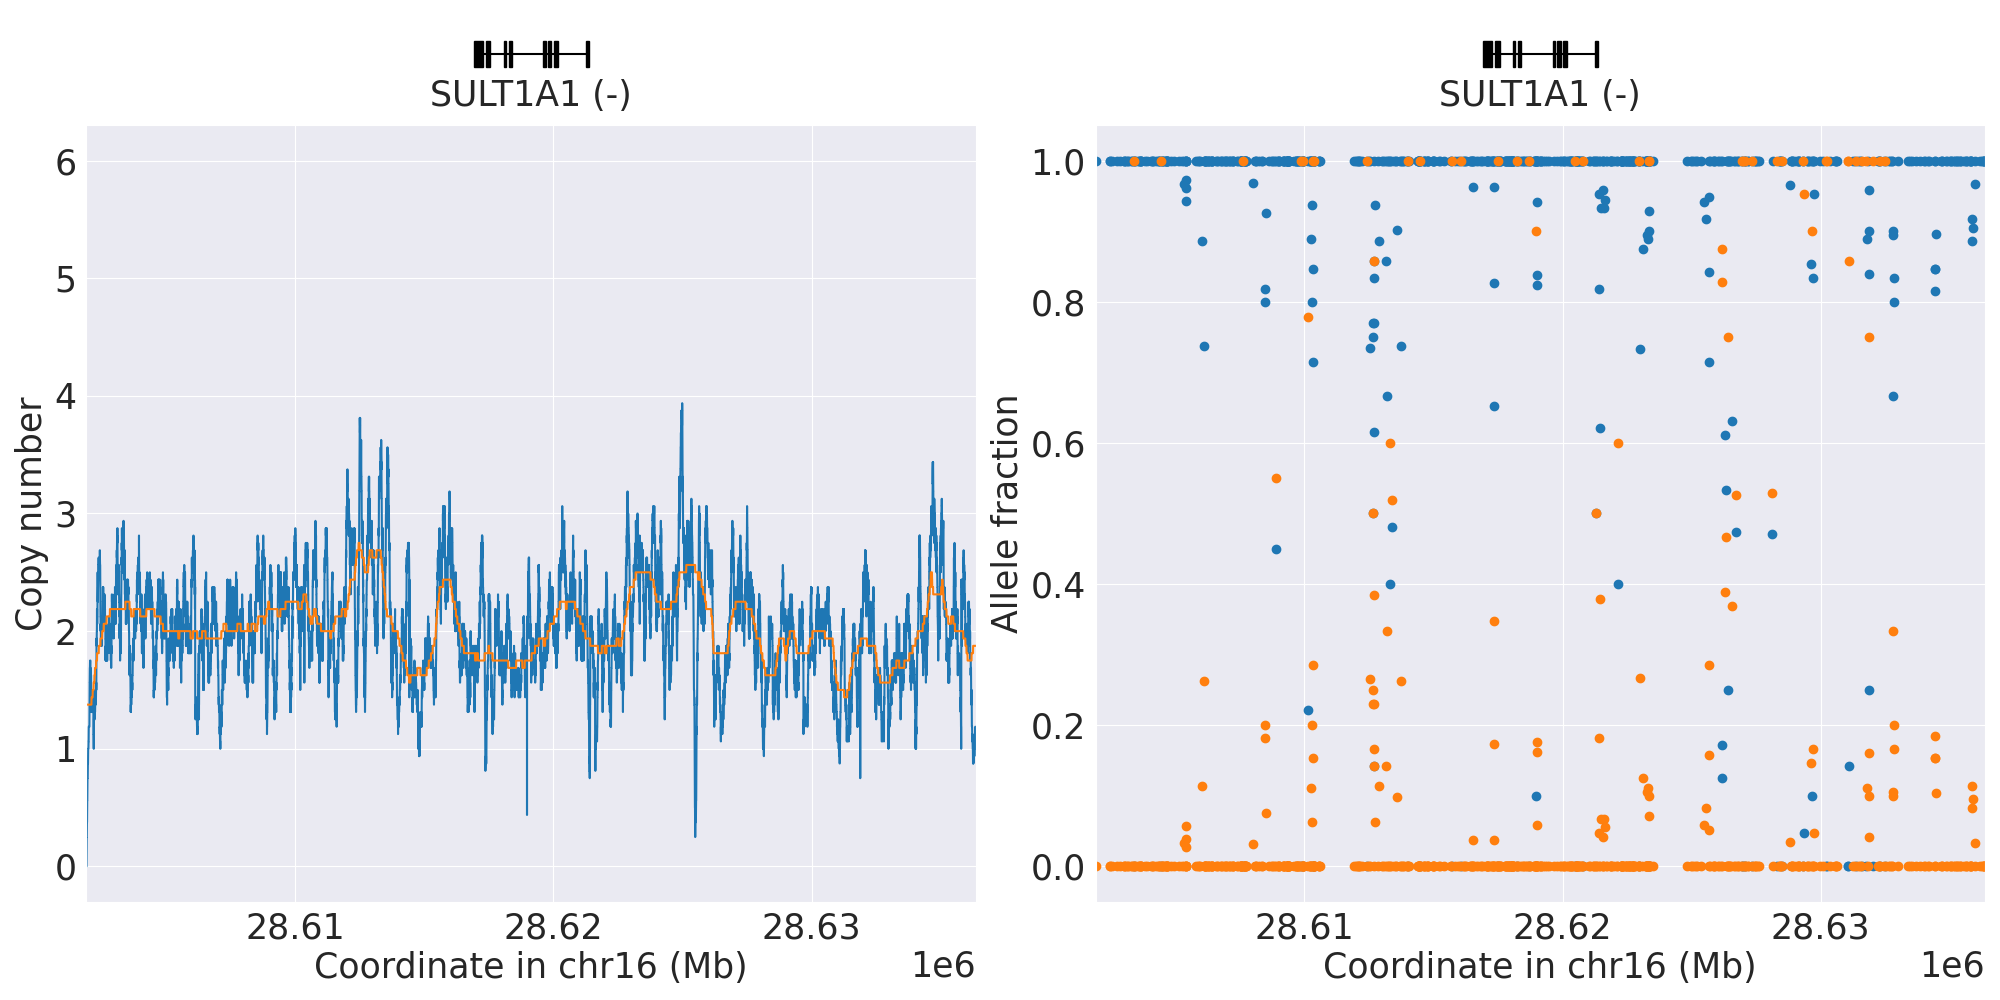 SULT1A1 (-)
Copy number
6
5
4
3
2
1
0
28.61
28.62
28.63
Coordinate in chr16 (Mb)
1e6
SULT1A1 (-)
Allele fraction
1.0
0.8
0.6
0.4
0.2
0.0
28.61
28.62
28.63
Coordinate in chr16 (Mb)
1e6